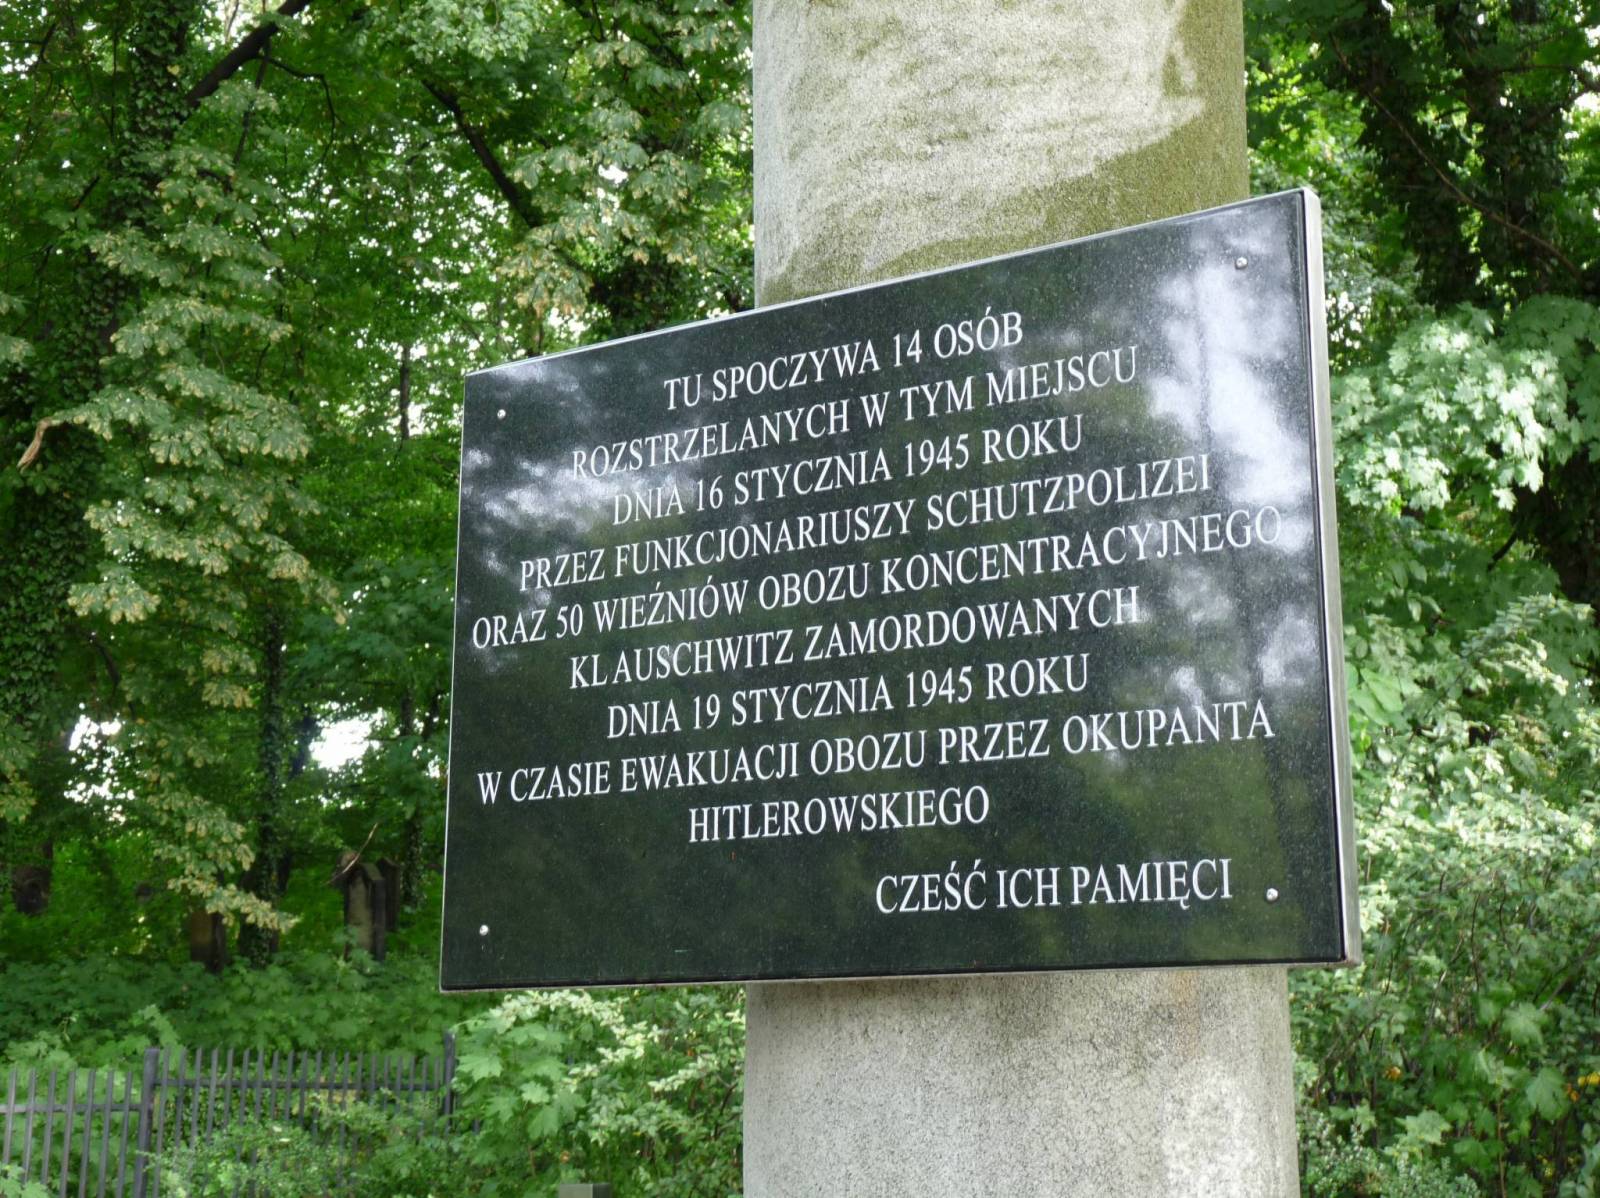 TU SPOCZYWA 14 OSÓB
ROZSTRZELANYCH W TYM MIEJSCU
DNIA 16 STYCZNIA 1945 ROKU
PRZEZ FUNKCJONARIUSZY SCHUTZPOLIZEI
ORAZ 50 WIEŹNIÓW OBOZU KONCENTRACYJNEGO
KL AUSCHWITZ ZAMORDOWANYCH
DNIA 19 STYCZNIA 1945 ROKU
W CZASIE EWAKUACJI OBOZU PRZEZ OKUPANTA
HITLEROWSKIEGO
CZEŚĆ ICH PAMIĘCI